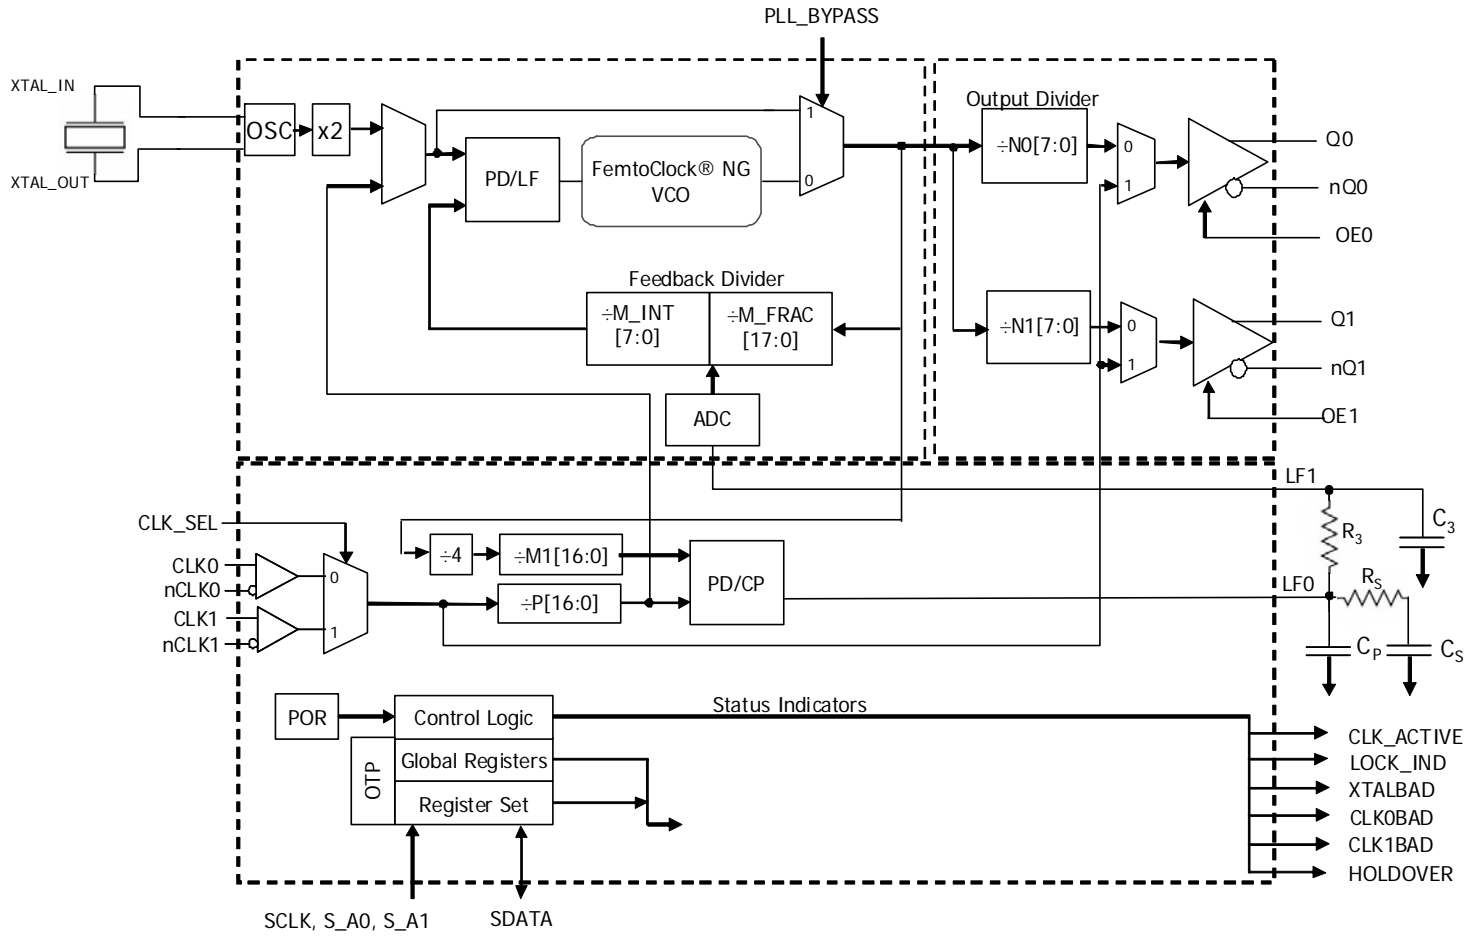 PLL_BYPASS
XTAL_IN
XTAL_OUT
OSC
x2
PD/LF
FemtoClock® NG
VCO
1
0
Output Divider
÷N0[7:0]
0
1
Q0
nQ0
OE0
Feedback Divider
÷M_INT
[7:0]
÷M_FRAC
[17:0]
÷N1[7:0]
0
1
Q1
nQ1
OE1
ADC
LF1
CLK_SEL
CLK0
nCLK0
CLK1
nCLK1
0
1
÷4
÷M1[16:0]
÷P[16:0]
PD/CP
R3
C3
LF0
RS
CP
CS
POR
Control Logic
Status Indicators
OTP
Global Registers
Register Set
CLK_ACTIVE
LOCK_IND
XTALBAD
CLK0BAD
CLK1BAD
HOLDOVER
SCLK, S_A0, S_A1
SDATA